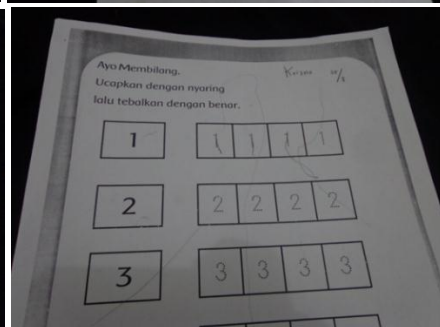 Ayo Membilang.
Ucapkan dengan nyaring
lalu tebalkan dengan benar.
1 1 1 1 1
2 2 2 2 2
3 3 3 3 3